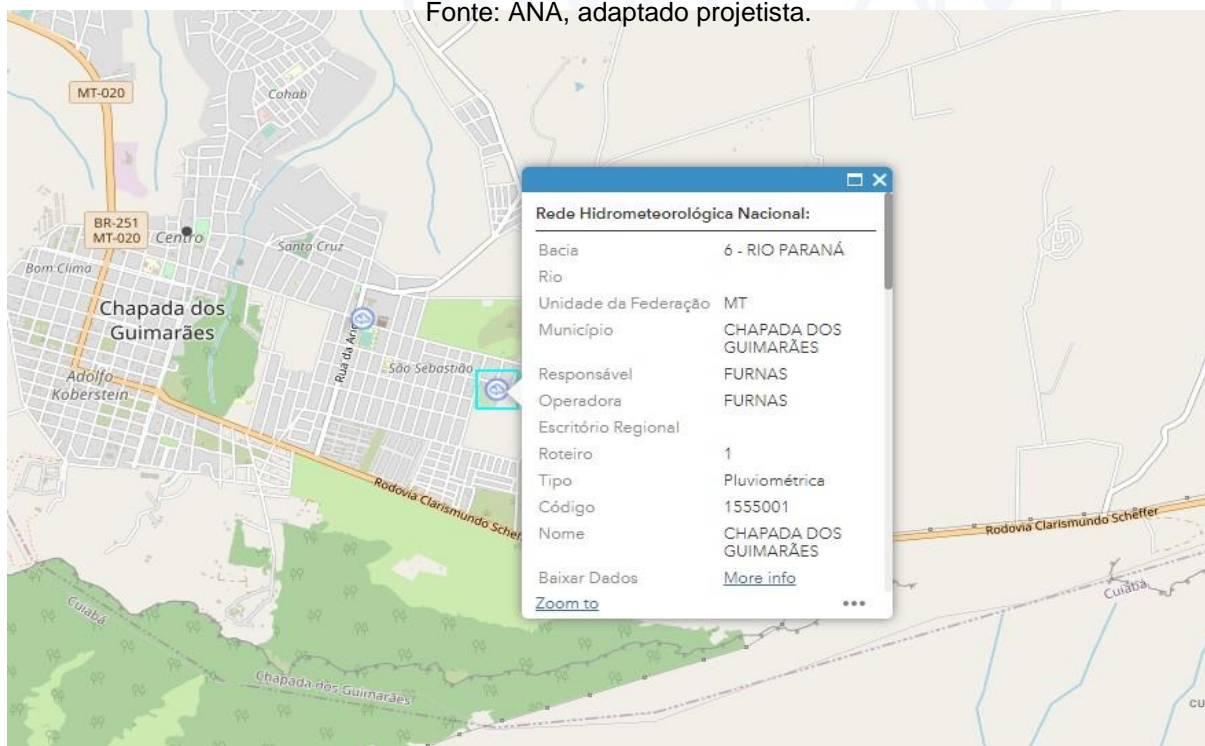 Fonte: ANA, adaptado projetista.
MT-020
Cohab
BR-251
MT-020
Centro
Santa Cruz
Bom Clima
Chapada dos
Guimarães
Rua da
São Sebastião
Adolfo
Koberstein
Rodovia Clarismundo
Rodovia Clarismundo Scheffer
Cuiabá
Cuiabá
Chapada dos Guimarães
Rede Hidrometeorológica Nacional:
Bacia 6 - RIO PARANÁ
Rio
Unidade da Federação MT
Município CHAPADA DOS
GUIMARÃES
Responsável FURNAS
Operadora FURNAS
Escritório Regional
Roteiro 1
Tipo Pluviométrica
Código 1555001
Nome CHAPADA DOS
GUIMARÃES
Baixar Dados More info
Zoom to